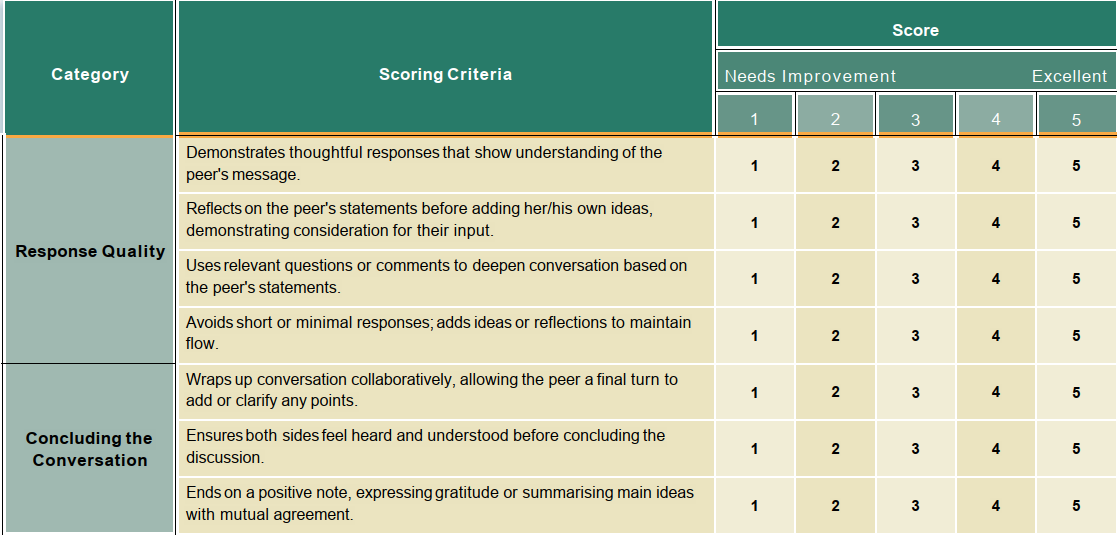 Category
Scoring Criteria
Score
Needs Improvement
Excellent
1
2
3
4
5
Response Quality
Demonstrates thoughtful responses that show understanding of the
peer's message.
1
2
3
4
5
Reflects on the peer's statements before adding her/his own ideas,
demonstrating consideration for their input.
1
2
3
4
5
Uses relevant questions or comments to deepen conversation based on
the peer's statements.
1
2
3
4
5
Avoids short or minimal responses; adds ideas or reflections to maintain
flow.
1
2
3
4
5
Concluding the
Conversation
Wraps up conversation collaboratively, allowing the peer a final turn to
add or clarify any points.
1
2
3
4
5
Ensures both sides feel heard and understood before concluding the
discussion.
1
2
3
4
5
Ends on a positive note, expressing gratitude or summarising main ideas
with mutual agreement.
1
2
3
4
5